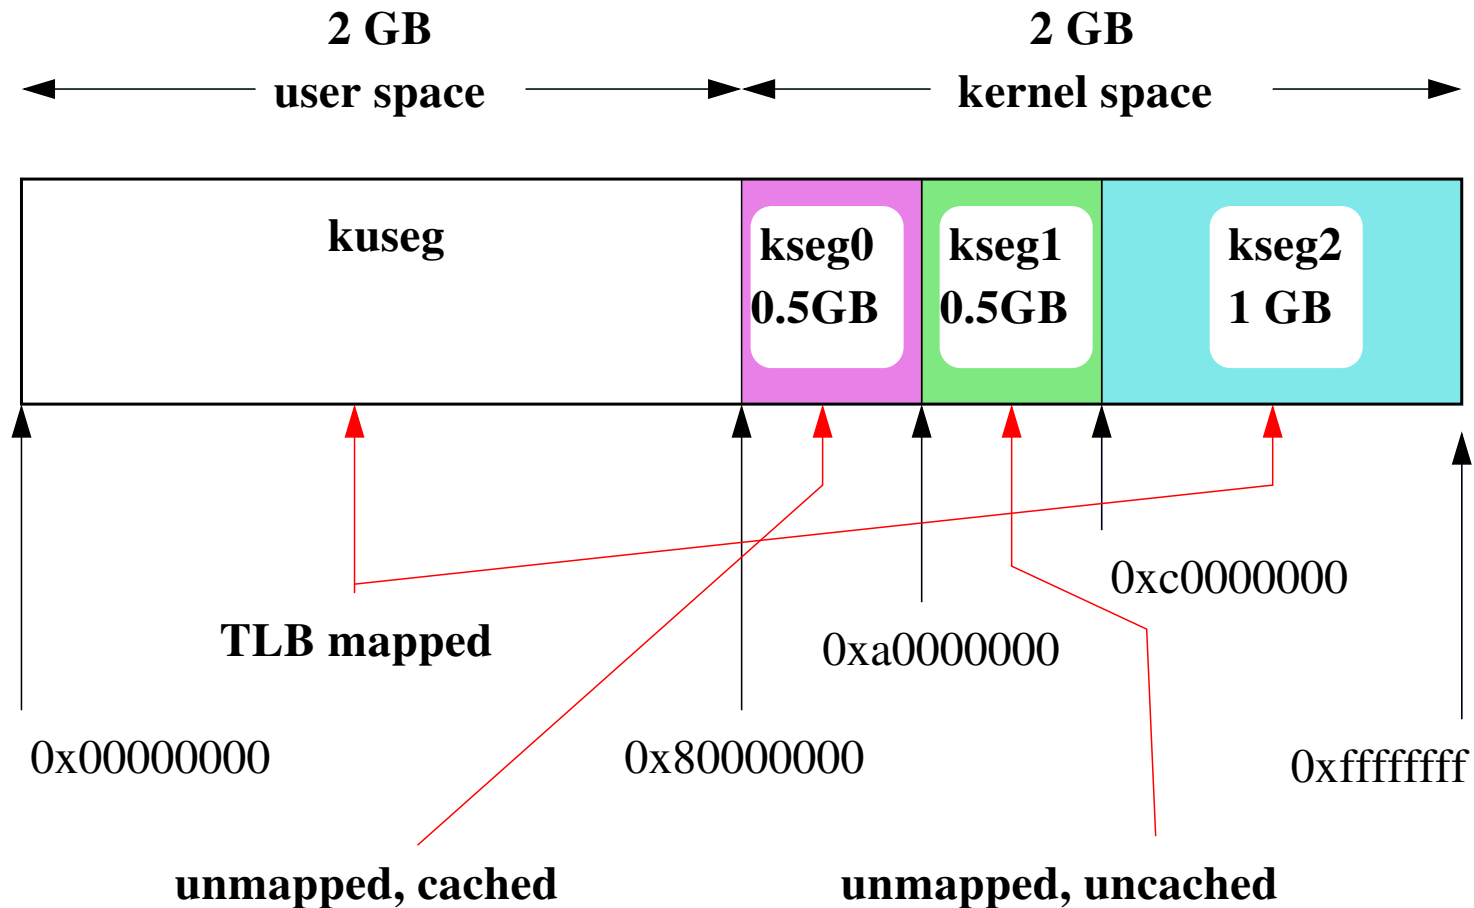 2 GB
2 GB
user space
kernel space
kuseg
kseg0
0.5GB
kseg1
0.5GB
kseg2
1 GB
0xc0000000
TLB mapped
0xa0000000
0x00000000
0x80000000
0xffffffff
unmapped, cached
unmapped, uncached